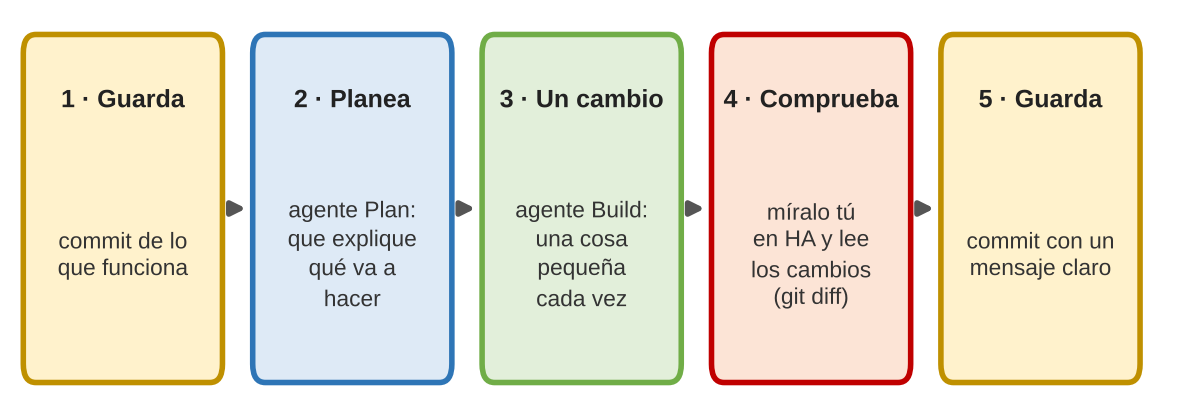 1 · Guarda
commit de lo
que funciona
2 · Planea
agente Plan:
que explique
qué va a
hacer
3 · Un cambio
agente Build:
una cosa
pequeña
cada vez
4 · Comprueba
míralo tú
en HA y lee
los cambios
(git diff)
5 · Guarda
commit con un
mensaje claro